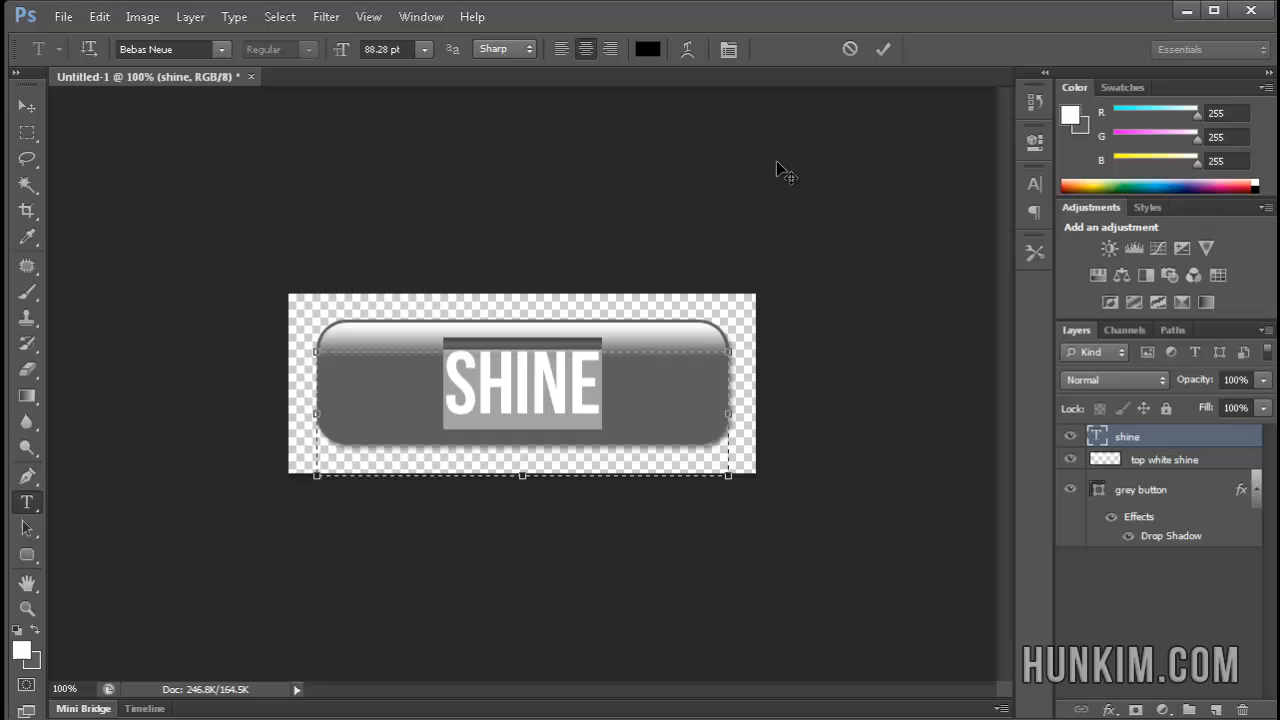 Ps File Edit Image Layer Type Select Filter View Window Help
T Bebas Neue Regular 88.28 pt aa Sharp Essentials
Untitled-1 @ 100% (shine, RGB/8) * ×
Color Swatches
R 255
G 255
B 255
Adjustments Styles
Add an adjustment
SHINE
Layers Channels Paths
Kind
Normal Opacity: 100%
Lock: Fill: 100%
T shine
top white shine
grey button fx
Effects
Drop Shadow
HUNKIM.COM
100% Doc: 246.8K/164.5K
Mini Bridge Timeline